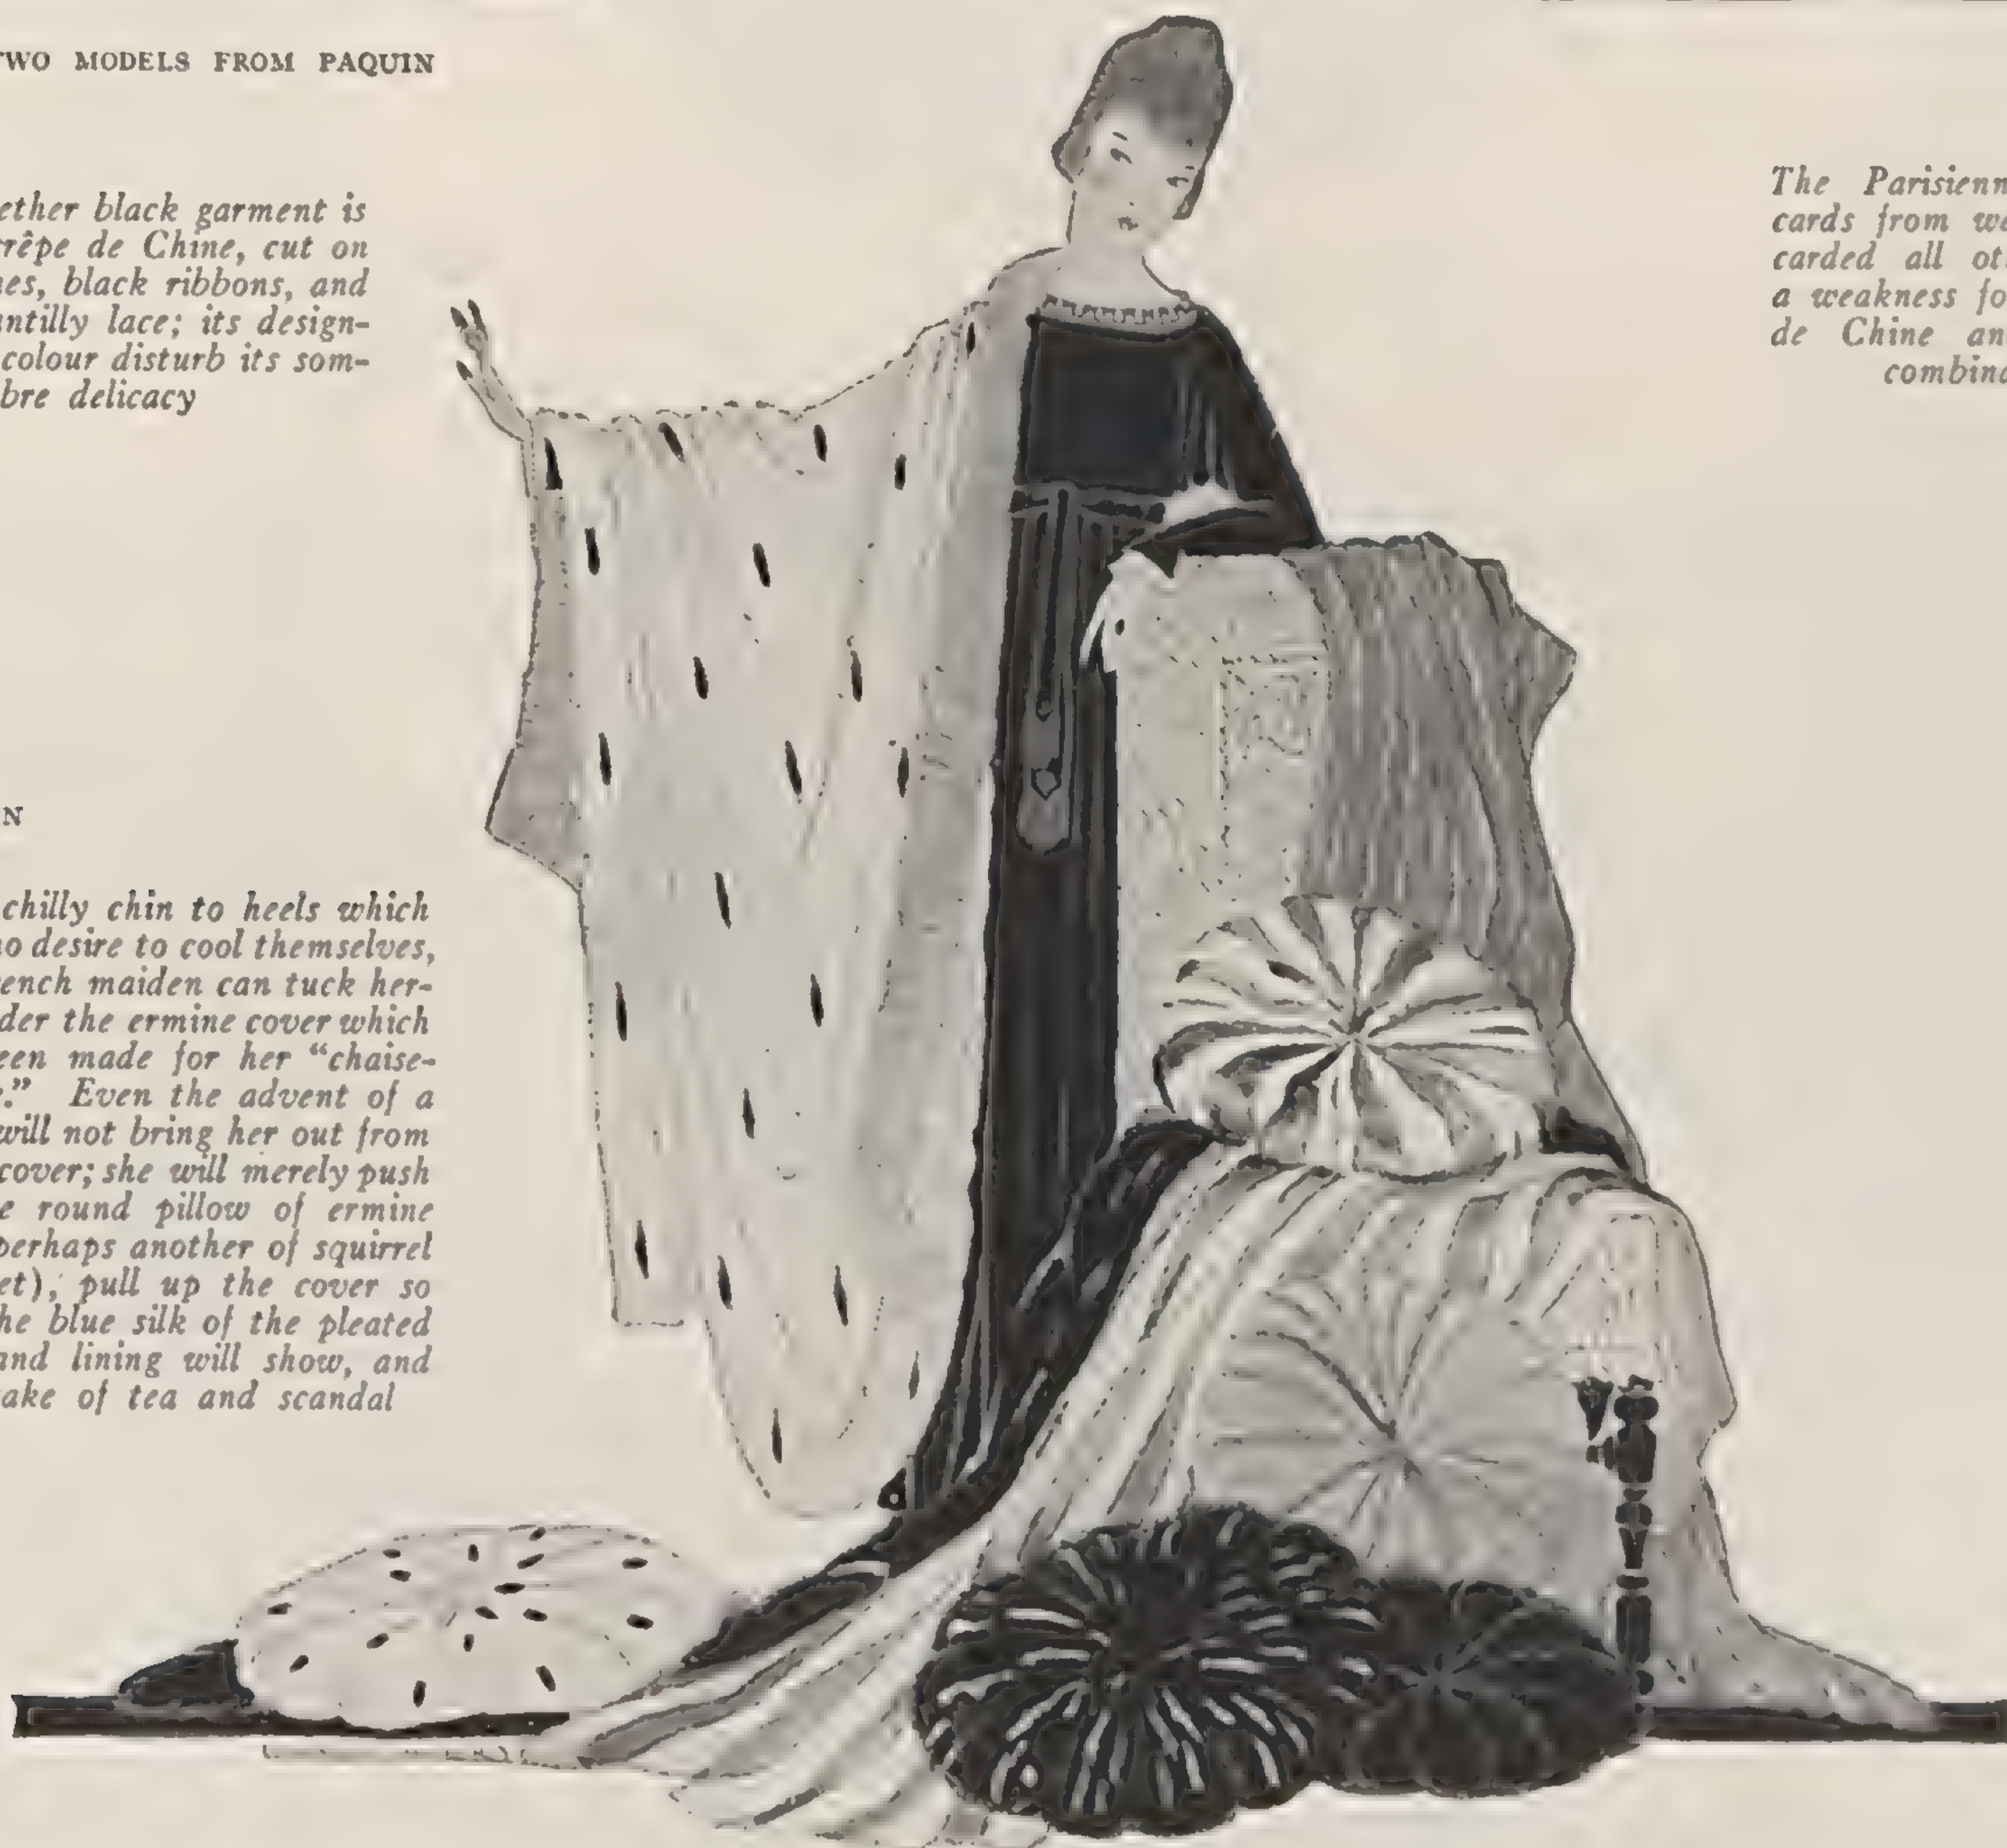 TWO MODELS FROM PAQUIN
ether black garment is
crêpe de Chine, cut on
nes, black ribbons, and
antilly lace; its design-
colour disturb its som-
bre delicacy
N
chilly chin to heels which
no desire to cool themselves,
rench maiden can tuck her-
der the ermine cover which
een made for her “chaise-
.” Even the advent of a
will not bring her out from
cover; she will merely push
e round pillow of ermine
perhaps another of squirrel
et), pull up the cover so
he blue silk of the pleated
and lining will show, and
ake of tea and scandal
The Parisienn
cards from we
carded all ot
a weakness fo
de Chine an
combina